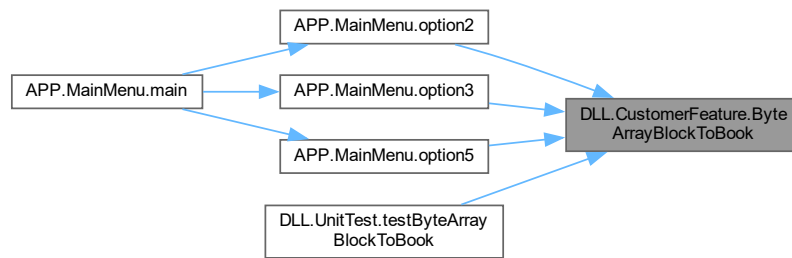 APP.MainMenu.option2
APP.MainMenu.main
APP.MainMenu.option3
DLL.CustomerFeature.Byte
ArrayBlockToBook
APP.MainMenu.option5
DLL.UnitTest.testByteArray
BlockToBook